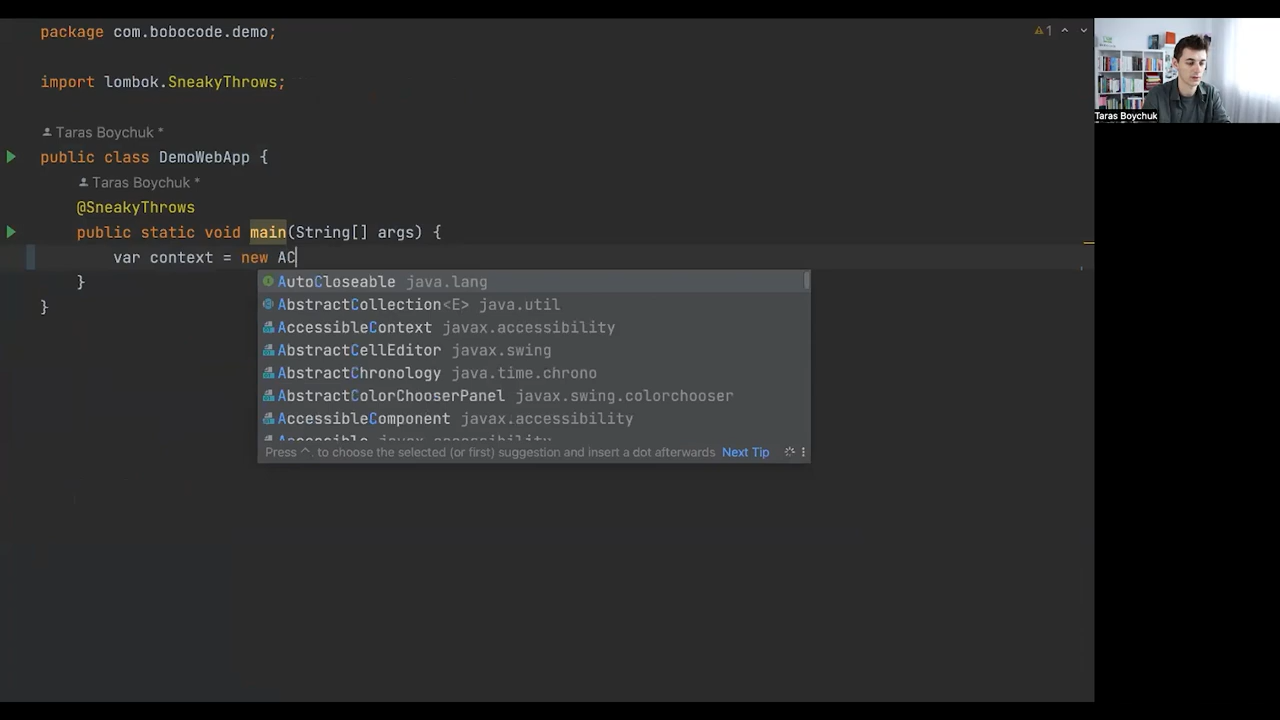 package com.bobocode.demo;
1
import lombok.SneakyThrows;
Taras Boychuk
Taras Boychuk *
public class DemoWebApp {
Taras Boychuk *
@SneakyThrows
public static void main(String[] args) {
var context = new AC
AutoCloseable java.lang
}
AbstractCollection<E> java.util
}
AccessibleContext javax.accessibility
AbstractCellEditor javax.swing
AbstractChronology java.time.chrono
AbstractColorChooserPanel javax.swing.colorchooser
AccessibleComponent javax.accessibility
Accessible javax.accessibility
Press ^. to choose the selected (or first) suggestion and insert a dot afterwards Next Tip